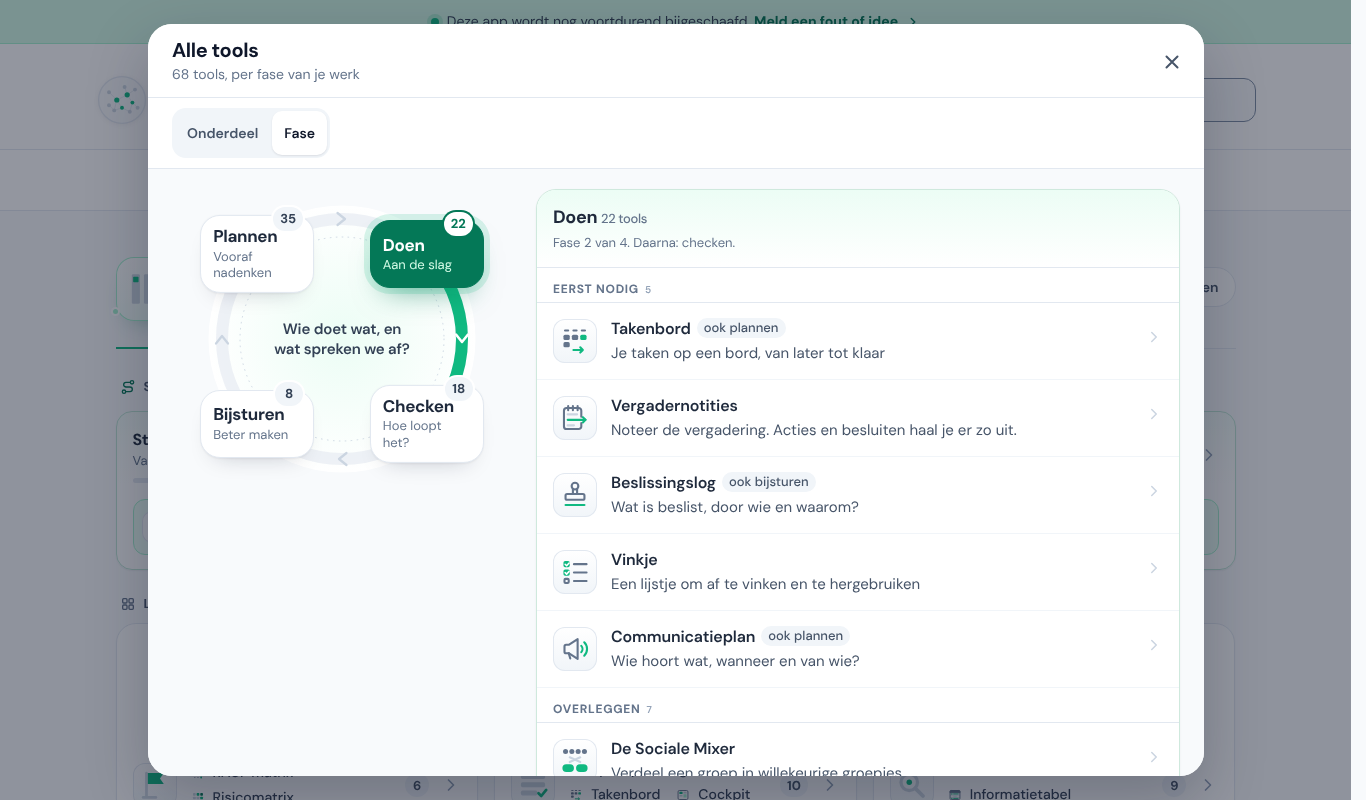 Deze app wordt nog voortdurend bijgeschaafd. Meld een fout of idee
Alle tools
68 tools, per fase van je werk
Onderdeel
Fase
35
Plannen
Vooraf
nadenken
22
Doen
Aan de slag
Wie doet wat, en
wat spreken we af?
8
Bijsturen
Beter maken
18
Checken
Hoe loopt
het?
Doen 22 tools
Fase 2 van 4. Daarna: checken.
EERST NODIG 5
Takenbord ook plannen
Je taken op een bord, van later tot klaar
Vergadernotities
Noteer de vergadering. Acties en besluiten haal je er zo uit.
Beslissingslog ook bijsturen
Wat is beslist, door wie en waarom?
Vinkje
Een lijstje om af te vinken en te hergebruiken
Communicatieplan ook plannen
Wie hoort wat, wanneer en van wie?
OVERLEGGEN 7
De Sociale Mixer
Verdeel een groep in willekeurige groepjes
Risicomatrix
6
Takenbord
Cockpit
10
Informatietabel
9